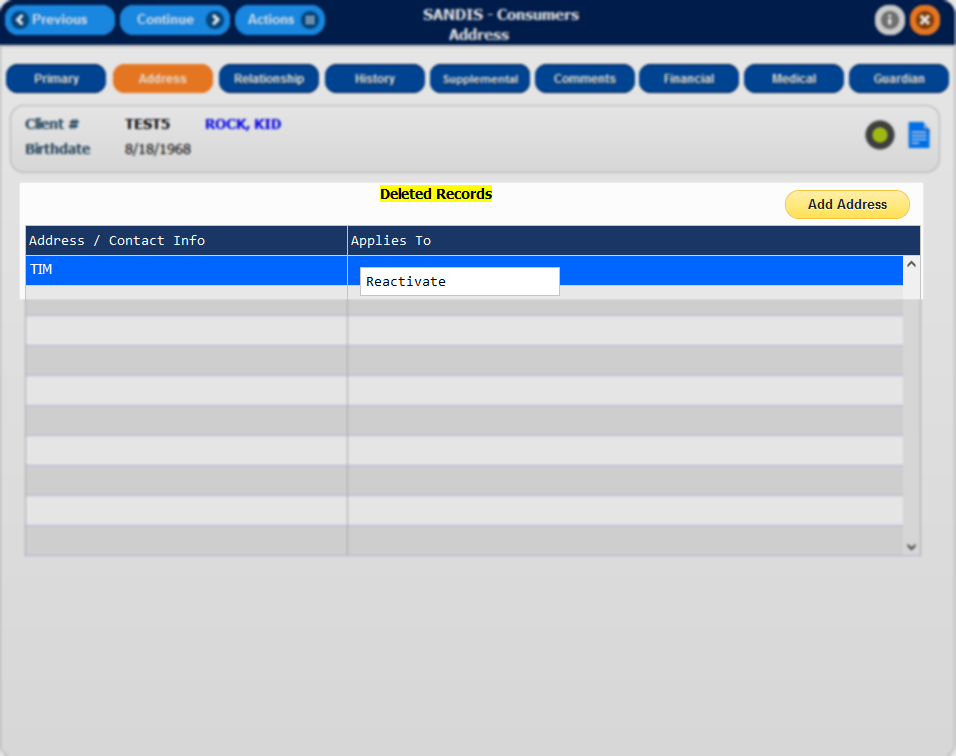 Previous Continue Actions
SANDIS - Consumers
Address
Primary Address Relationship History Supplemental Comments Financial Medical Guardian
Client # TEST5 ROCK, KID
Birthdate 8/18/1968
Deleted Records
Add Address
Address / Contact Info Applies To
TIM
Reactivate